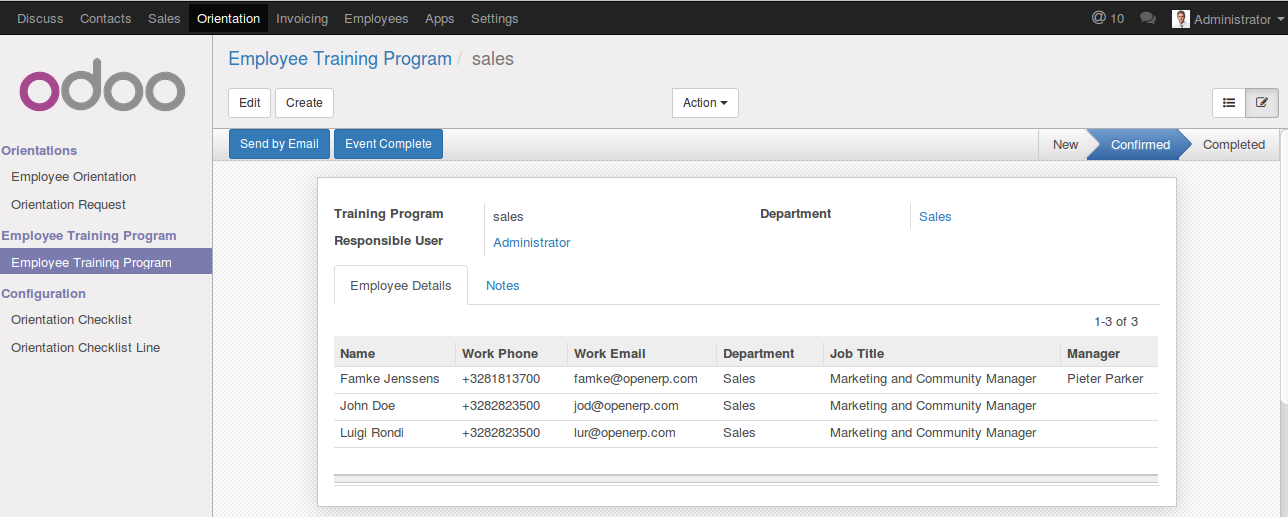 Discuss Contacts Sales Orientation Invoicing Employees Apps Settings @ 10 Administrator
odoo
Employee Training Program / sales
Edit Create Action
Send by Email Event Complete New Confirmed Completed
Orientations
Employee Orientation
Orientation Request
Employee Training Program
Employee Training Program
Configuration
Orientation Checklist
Orientation Checklist Line
Training Program sales Department Sales
Responsible User Administrator
Employee Details Notes
1-3 of 3
Name Work Phone Work Email Department Job Title Manager
Famke Jenssens +3281813700 famke@openerp.com Sales Marketing and Community Manager Pieter Parker
John Doe +3282823500 jod@openerp.com Sales Marketing and Community Manager
Luigi Rondi +3282823500 lur@openerp.com Sales Marketing and Community Manager